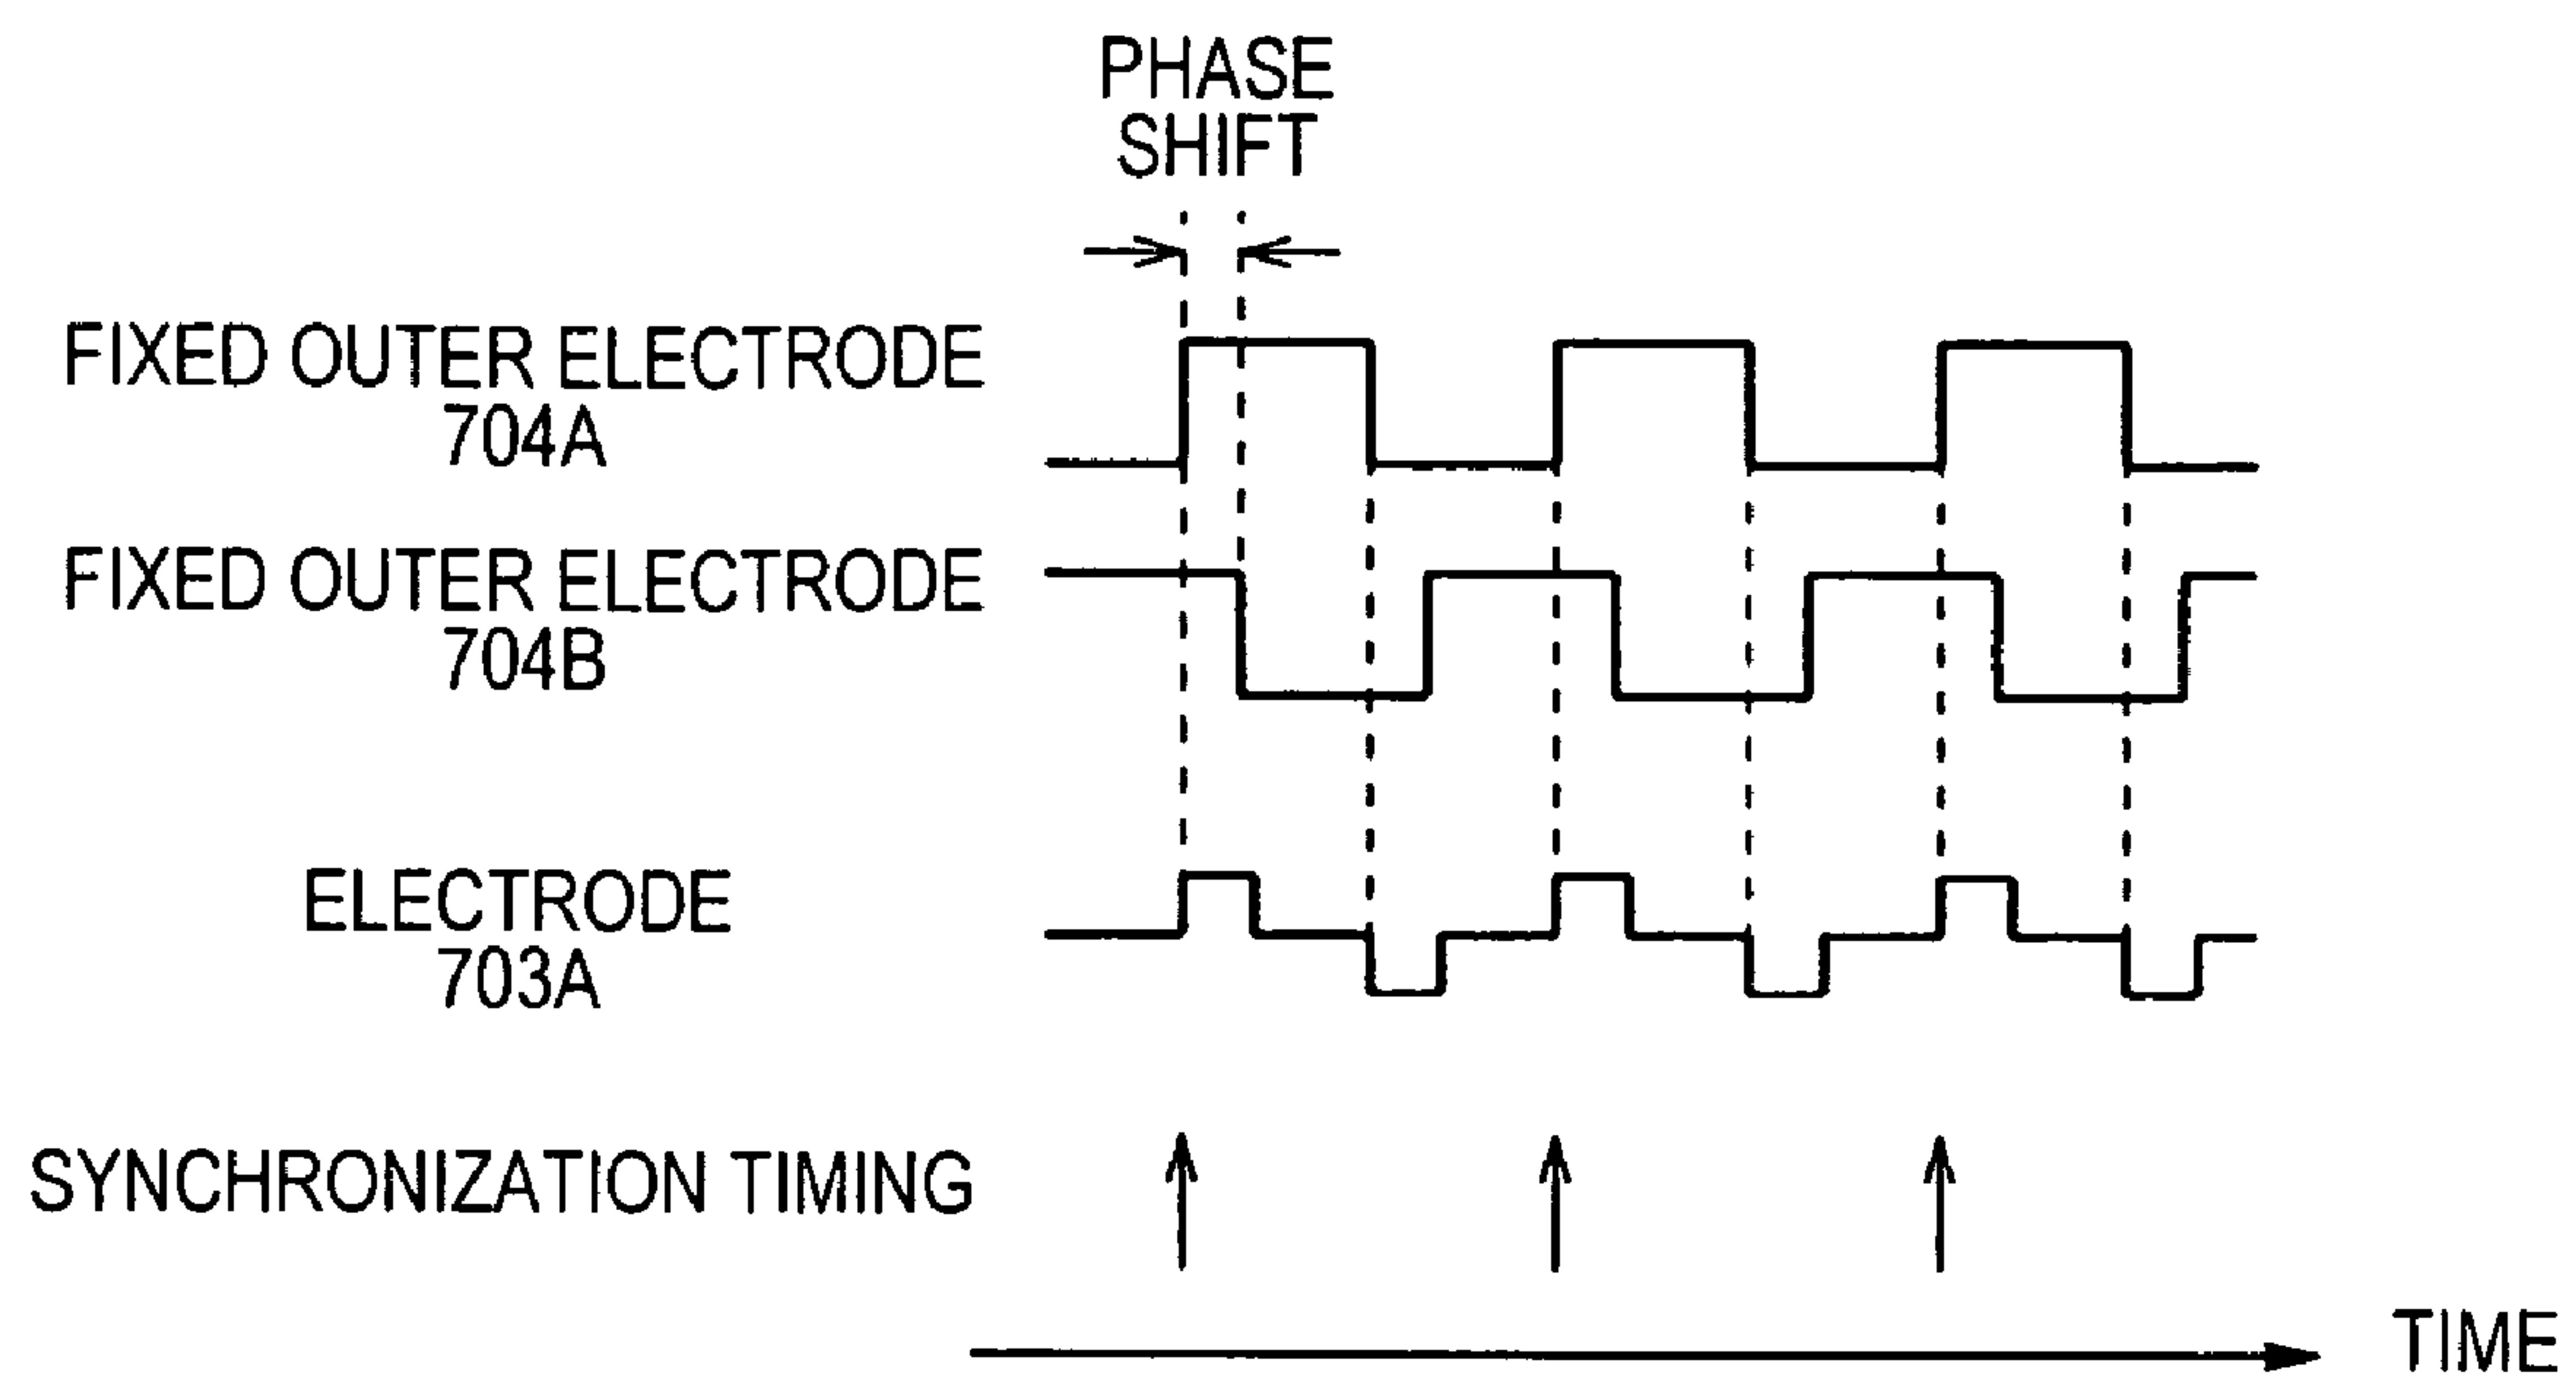 PHASE
SHIFT
FIXED OUTER ELECTRODE
704A
FIXED OUTER ELECTRODE
704B
ELECTRODE
703A
SYNCHRONIZATION TIMING
TIME